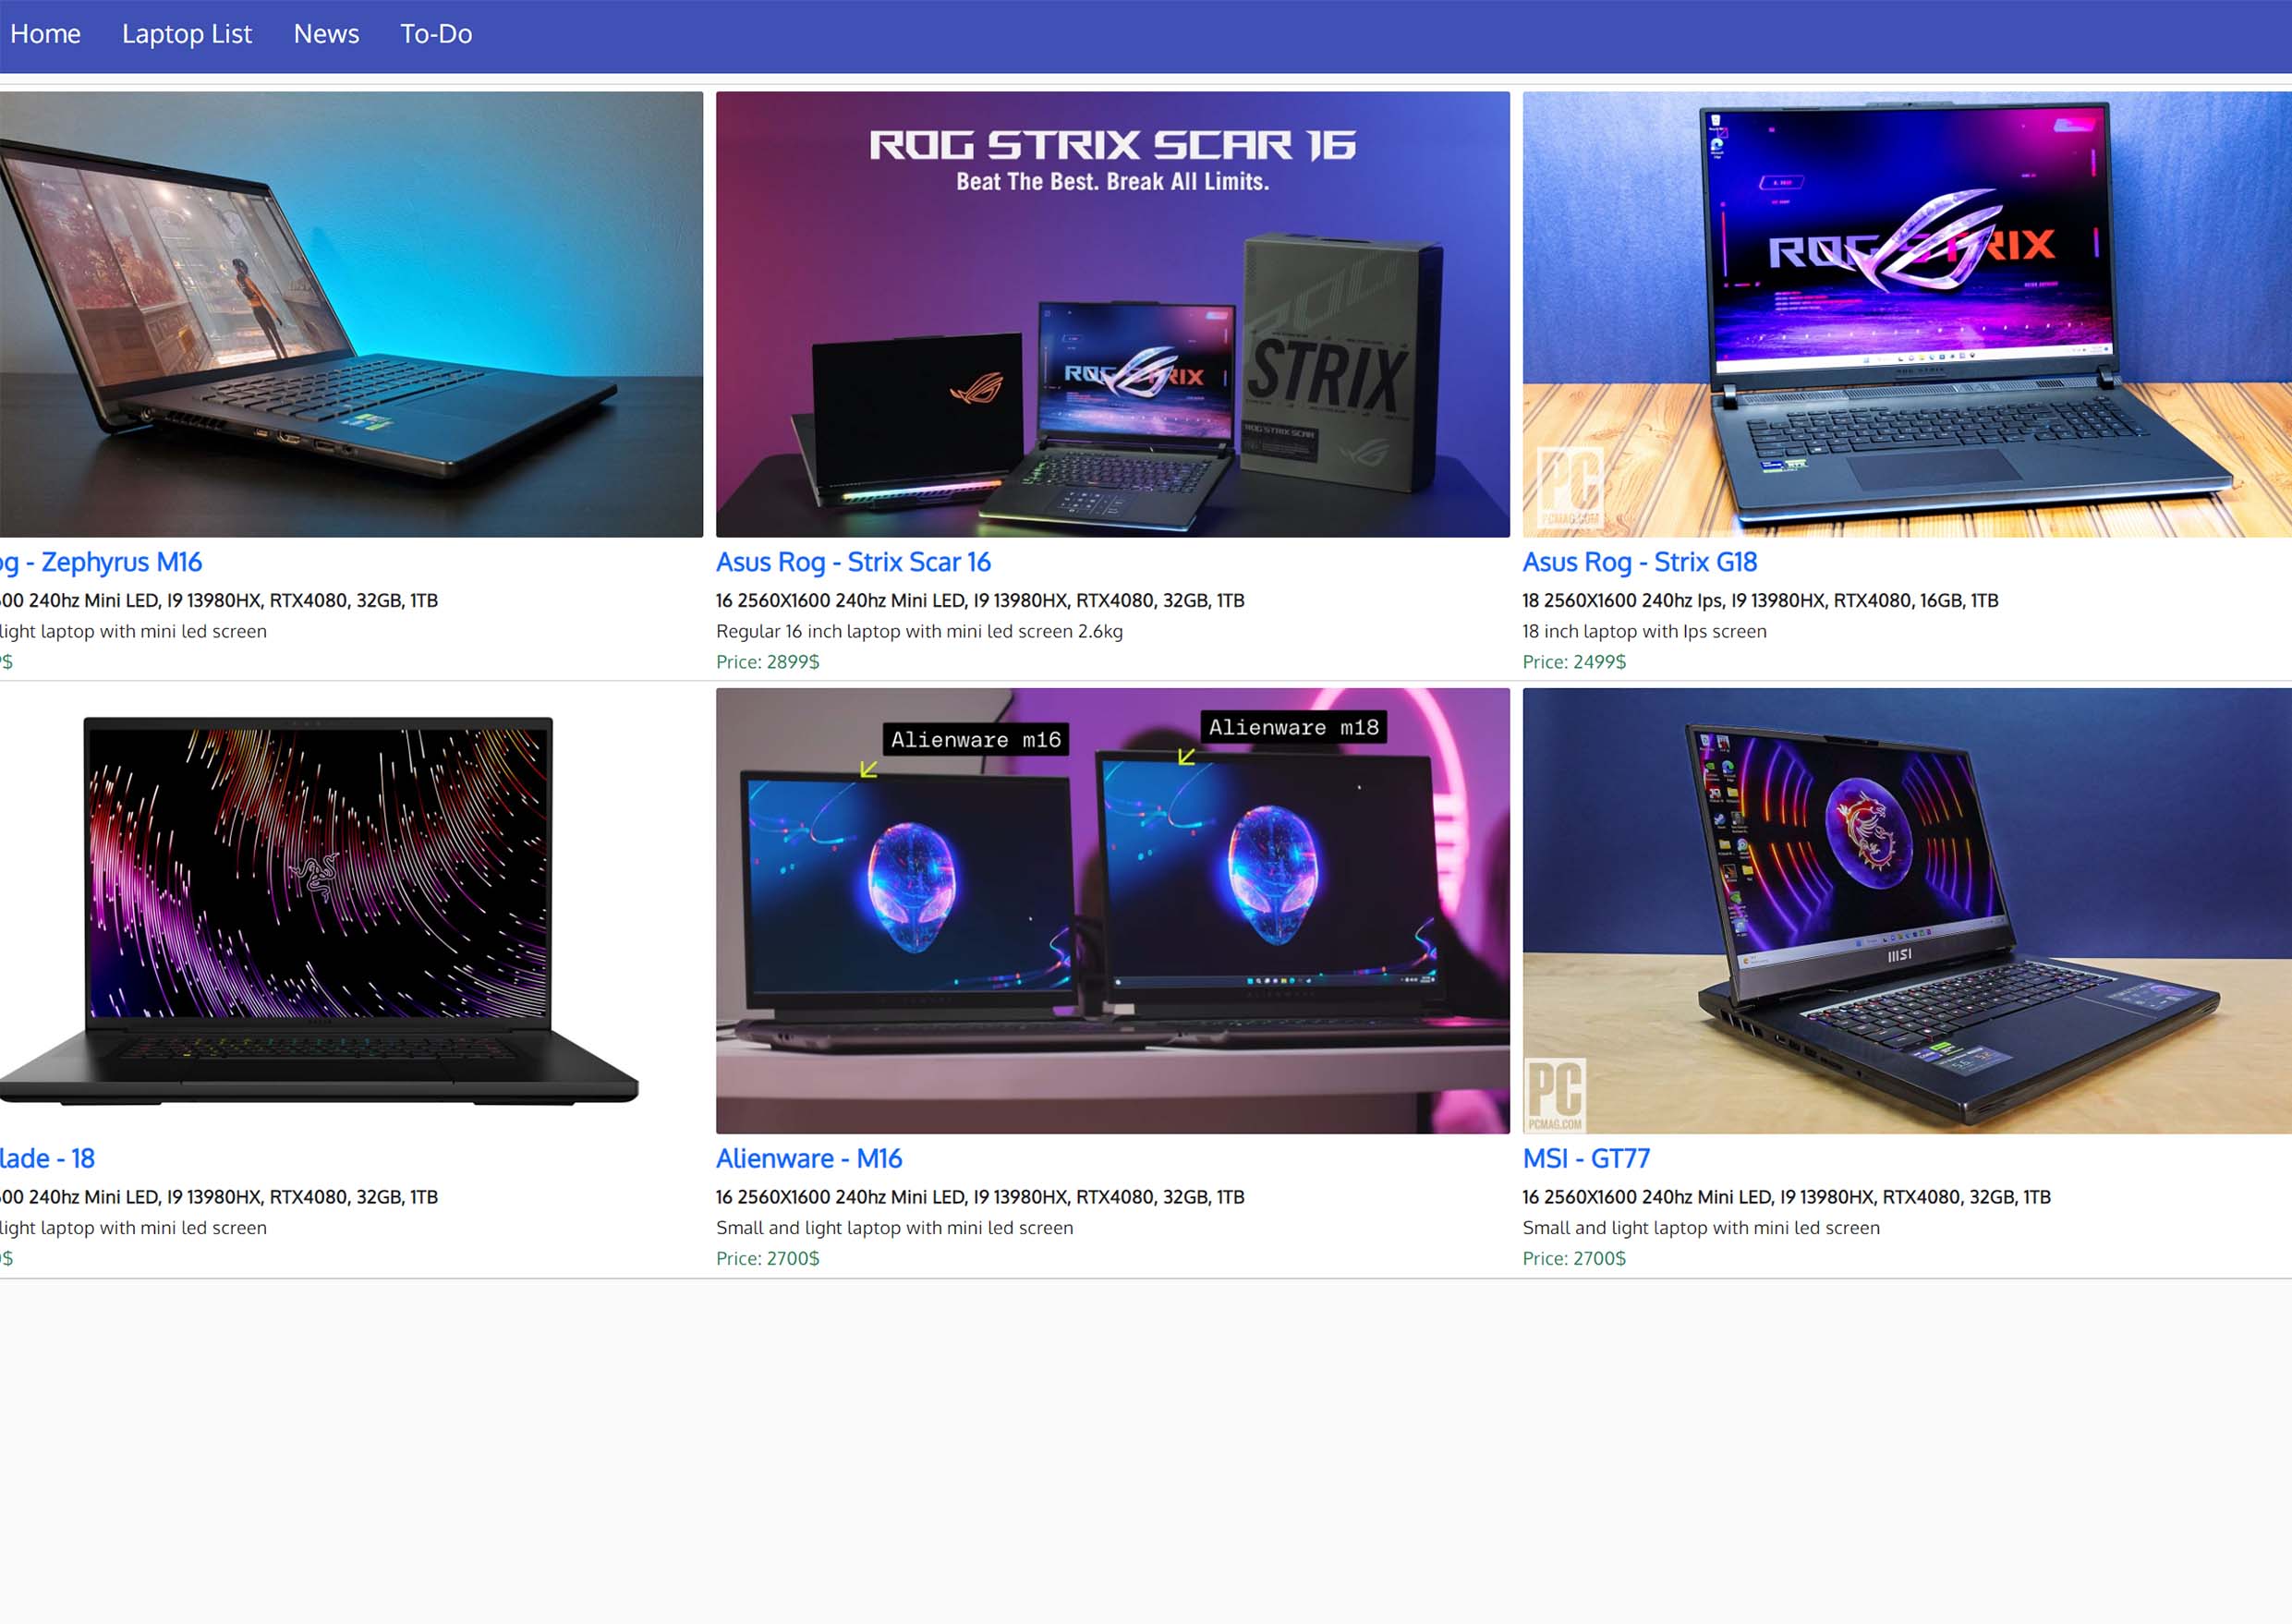 Home Laptop List News To-Do
ROG STRIX SCAR 16
Beat The Best. Break All Limits.
STRIX
ROG STRIX SCAR
ROG STRIX
ROG STRIX
PC
PCMAG.COM
og - Zephyrus M16
600 240hz Mini LED, I9 13980HX, RTX4080, 32GB, 1TB
light laptop with mini led screen
9$
Asus Rog - Strix Scar 16
16 2560X1600 240hz Mini LED, I9 13980HX, RTX4080, 32GB, 1TB
Regular 16 inch laptop with mini led screen 2.6kg
Price: 2899$
Asus Rog - Strix G18
18 2560X1600 240hz Ips, I9 13980HX, RTX4080, 16GB, 1TB
18 inch laptop with Ips screen
Price: 2499$
Alienware m16
Alienware m18
msi
PC
PCMAG.COM
lade - 18
600 240hz Mini LED, I9 13980HX, RTX4080, 32GB, 1TB
light laptop with mini led screen
$
Alienware - M16
16 2560X1600 240hz Mini LED, I9 13980HX, RTX4080, 32GB, 1TB
Small and light laptop with mini led screen
Price: 2700$
MSI - GT77
16 2560X1600 240hz Mini LED, I9 13980HX, RTX4080, 32GB, 1TB
Small and light laptop with mini led screen
Price: 2700$